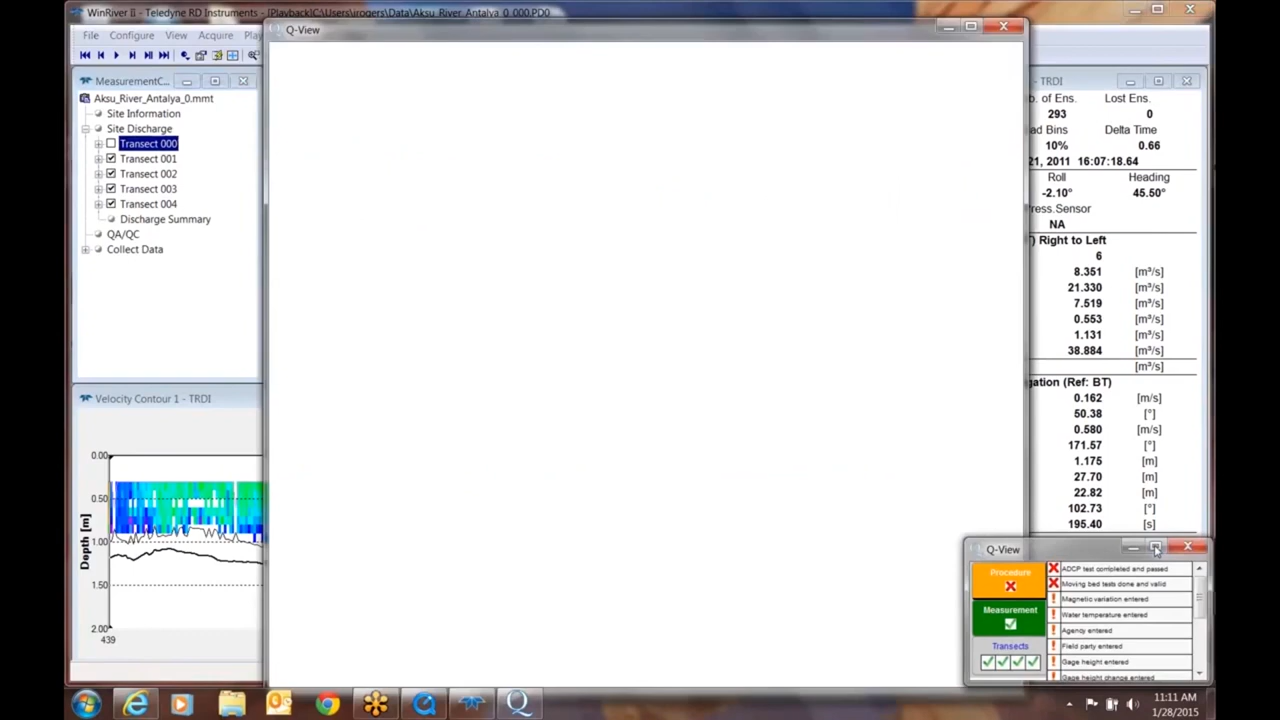 WinRiver II - Teledyne RD Instruments - [Playback]C:\Users\irogers\Data\Aksu_River_Antalya_0_000.PD0
File Configure View Acquire
Q-View
MeasurementC...
Aksu_River_Antalya_0.mmt
Site Information
Site Discharge
Transect 000
Transect 001
Transect 002
Transect 003
Transect 004
Discharge Summary
QA/QC
Collect Data
Velocity Contour 1 - TRDI
Depth [m]
0.00
0.50
1.00
1.50
2.00
439
- TRDI
of Ens. Lost Ens.
293 0
Bins Delta Time
10% 0.66
21, 2011 16:07:18.64
Roll Heading
-2.10° 45.50°
Press.Sensor
NA
) Right to Left
6
8.351 [m³/s]
21.330 [m³/s]
7.519 [m³/s]
0.553 [m³/s]
1.131 [m³/s]
38.884 [m³/s]
[m³/s]
gation (Ref: BT)
0.162 [m/s]
50.38 [°]
0.580 [m/s]
171.57 [°]
1.175 [m]
27.70 [m]
22.82 [m]
102.73 [°]
195.40 [s]
Q-View
Procedure
Measurement
Transects
ADCP test completed and passed
Moving bed tests done and valid
Magnetic variation entered
Water temperature entered
Agency entered
Field party entered
Gage height entered
Gage height change entered
11:11 AM
1/28/2015